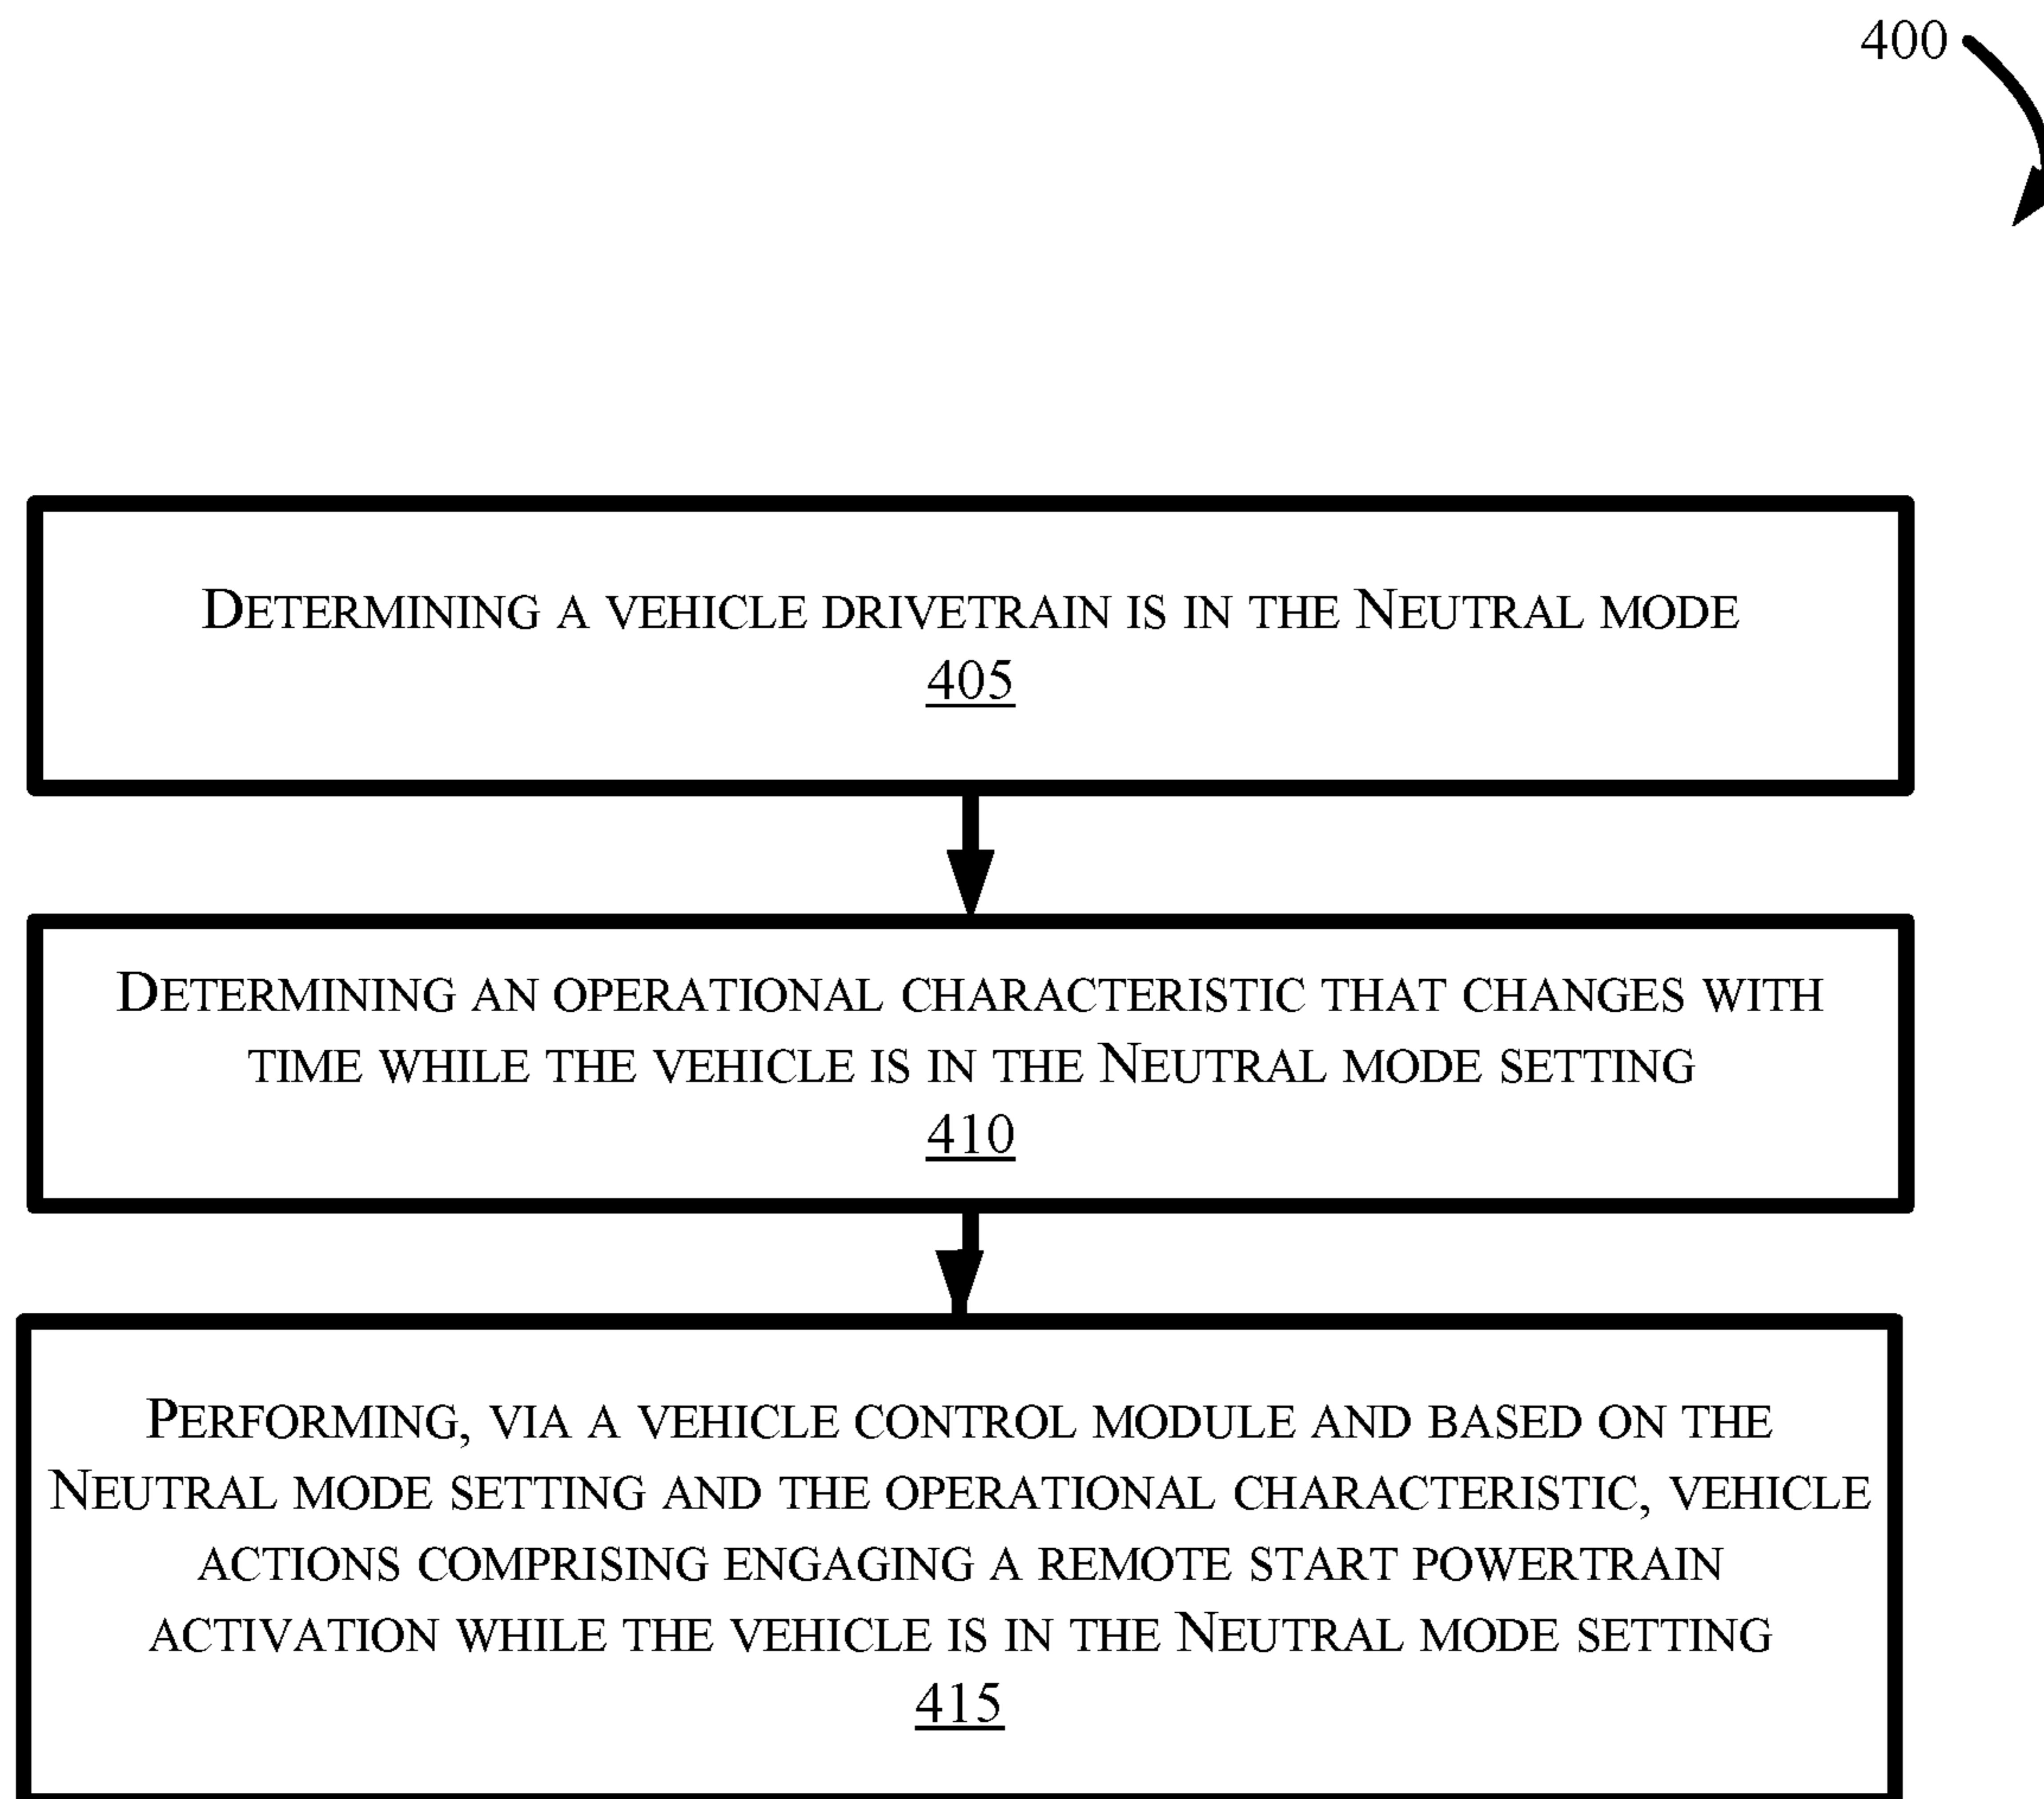 400
Determining a vehicle drivetrain is in the Neutral mode
405
Determining an operational characteristic that changes with
time while the vehicle is in the Neutral mode setting
410
Performing, via a vehicle control module and based on the
Neutral mode setting and the operational characteristic, vehicle
actions comprising engaging a remote start powertrain
activation while the vehicle is in the Neutral mode setting
415